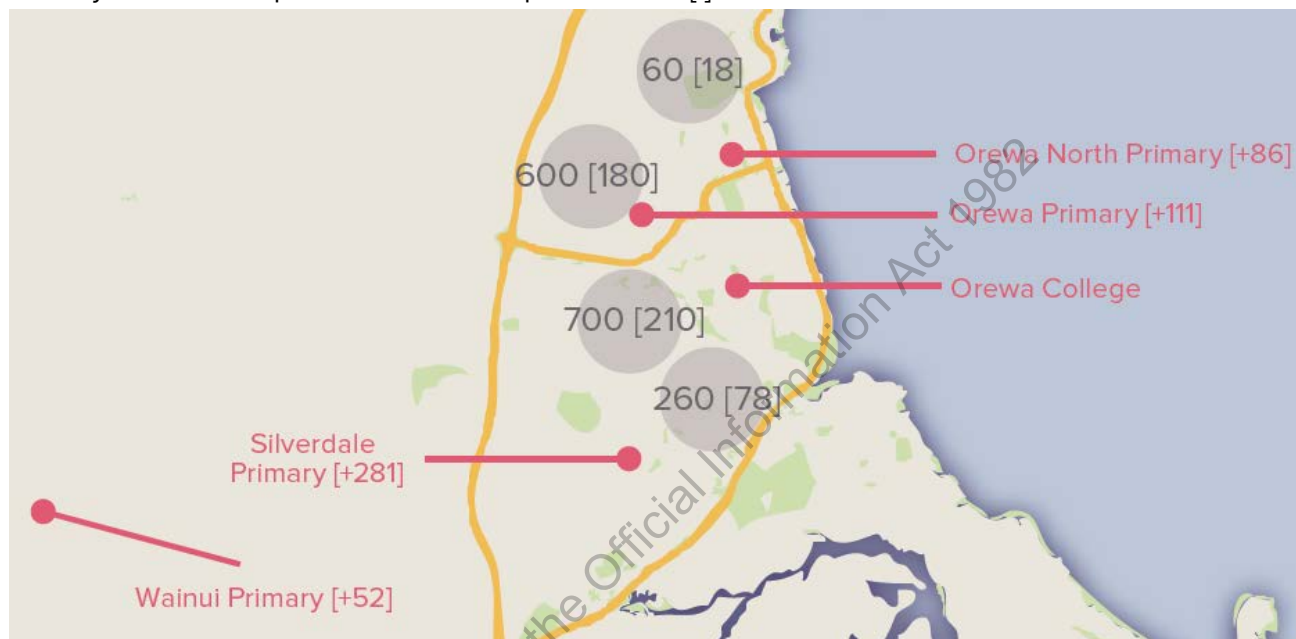 60 [18]
Orewa North Primary [+86]
600 [180]
Orewa Primary [+111]
Orewa College
700 [210]
260 [78]
Silverdale
Primary [+281]
Wainui Primary [+52]
the Official Information Act 1982